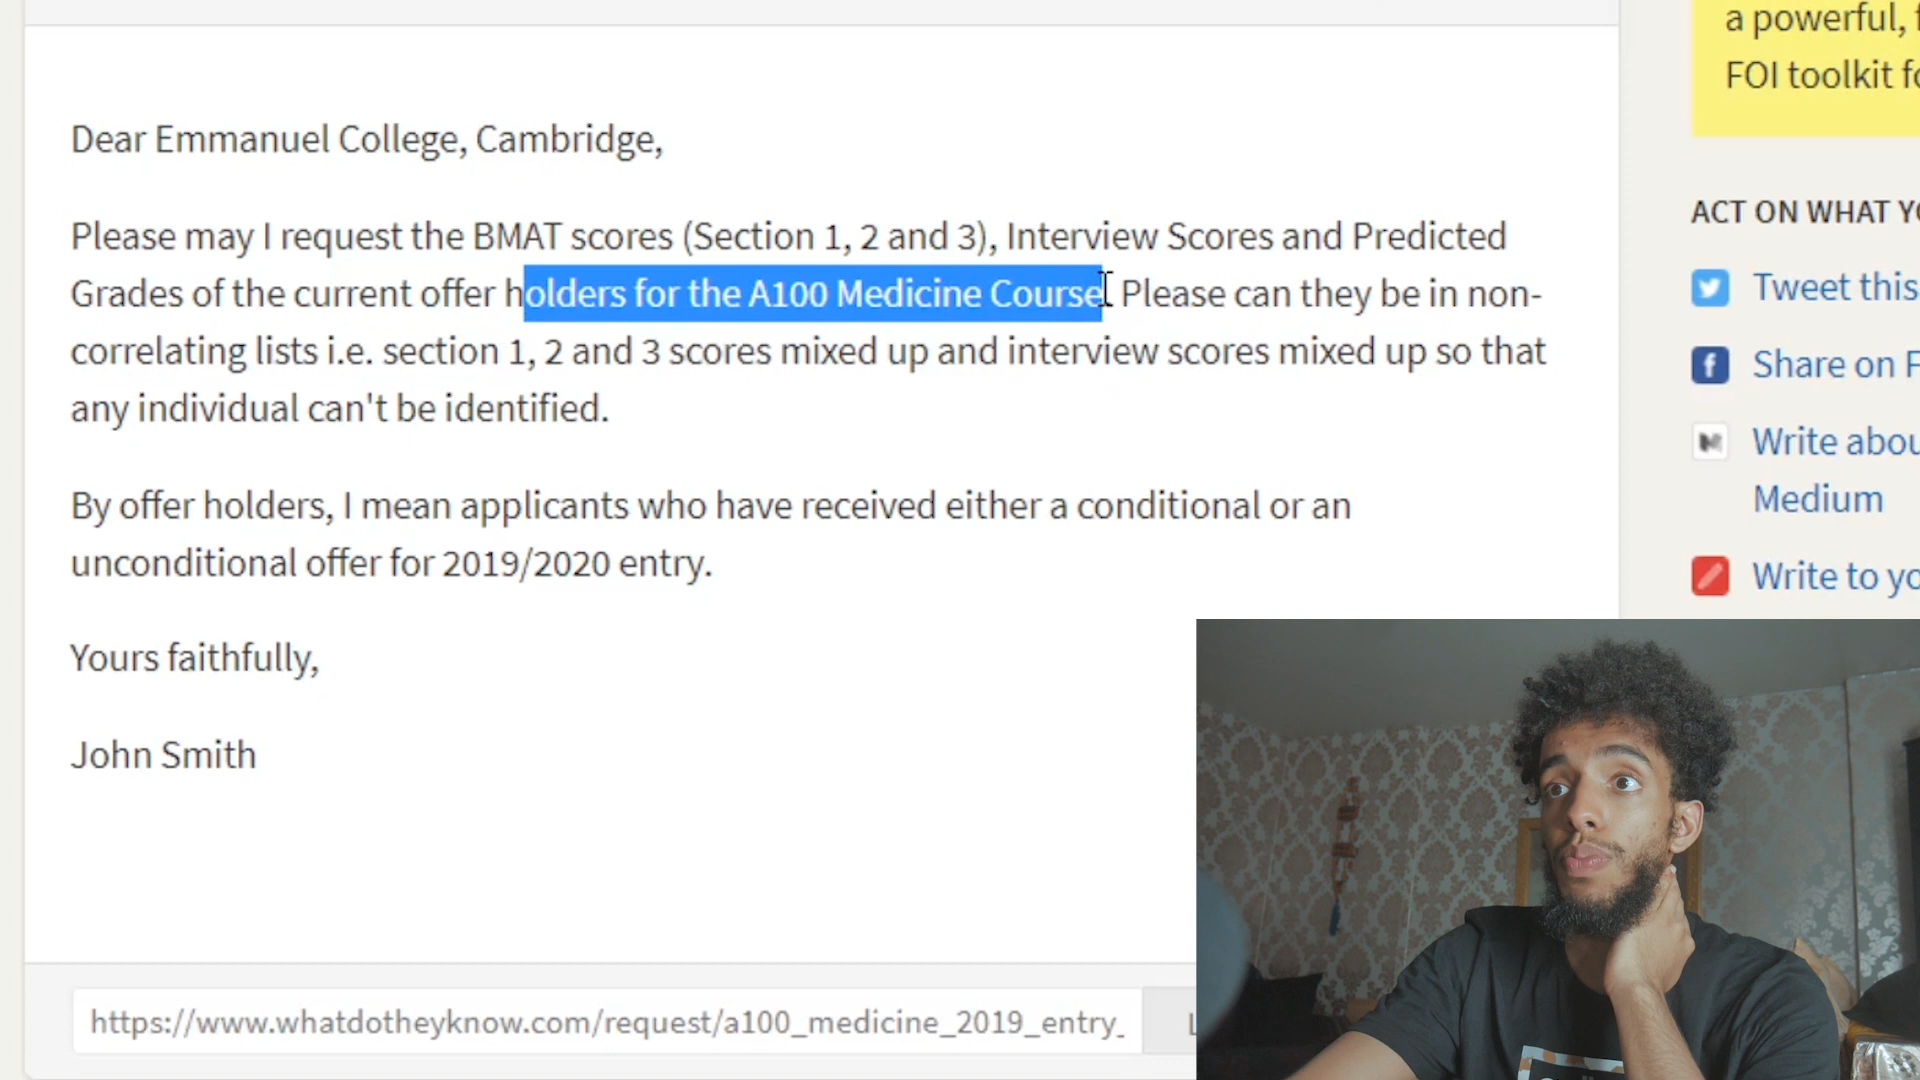 a powerful,
FOI toolkit
Dear Emmanuel College, Cambridge,
Please may I request the BMAT scores (Section 1, 2 and 3), Interview Scores and Predicted
Grades of the current offer holders for the A100 Medicine Course. Please can they be in non-
correlating lists i.e. section 1, 2 and 3 scores mixed up and interview scores mixed up so that
any individual can't be identified.
By offer holders, I mean applicants who have received either a conditional or an
unconditional offer for 2019/2020 entry.
Yours faithfully,
John Smith
https://www.whatdotheyknow.com/request/a100_medicine_2019_entry_
ACT ON WHAT
Tweet this
Share on
Write
Medium
Write to